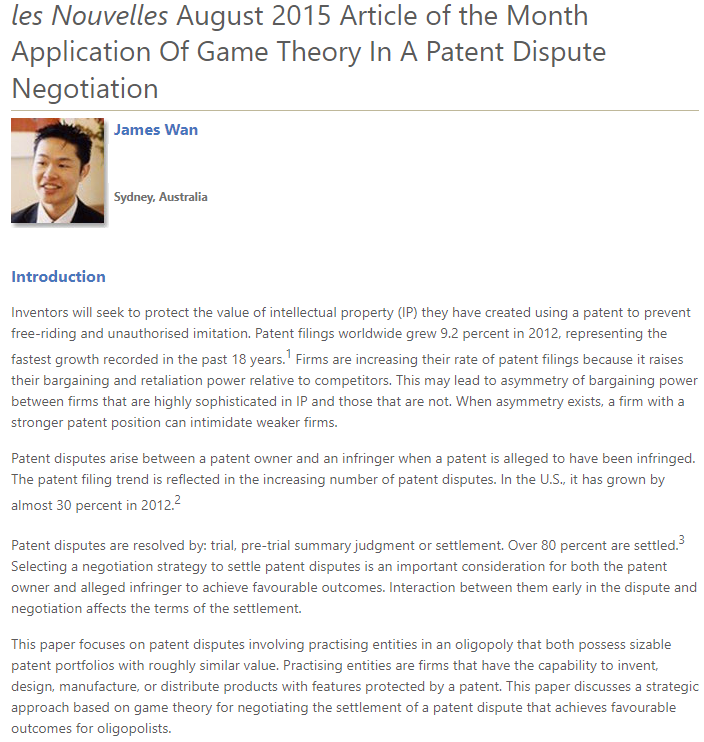 les Nouvelles August 2015 Article of the Month
Application Of Game Theory In A Patent Dispute
Negotiation
James Wan
Sydney, Australia
Introduction
Inventors will seek to protect the value of intellectual property (IP) they have created using a patent to prevent
free-riding and unauthorised imitation. Patent filings worldwide grew 9.2 percent in 2012, representing the
fastest growth recorded in the past 18 years.1 Firms are increasing their rate of patent filings because it raises
their bargaining and retaliation power relative to competitors. This may lead to asymmetry of bargaining power
between firms that are highly sophisticated in IP and those that are not. When asymmetry exists, a firm with a
stronger patent position can intimidate weaker firms.
Patent disputes arise between a patent owner and an infringer when a patent is alleged to have been infringed.
The patent filing trend is reflected in the increasing number of patent disputes. In the U.S., it has grown by
almost 30 percent in 2012.2
Patent disputes are resolved by: trial, pre-trial summary judgment or settlement. Over 80 percent are settled.3
Selecting a negotiation strategy to settle patent disputes is an important consideration for both the patent
owner and alleged infringer to achieve favourable outcomes. Interaction between them early in the dispute and
negotiation affects the terms of the settlement.
This paper focuses on patent disputes involving practising entities in an oligopoly that both possess sizable
patent portfolios with roughly similar value. Practising entities are firms that have the capability to invent,
design, manufacture, or distribute products with features protected by a patent. This paper discusses a strategic
approach based on game theory for negotiating the settlement of a patent dispute that achieves favourable
outcomes for oligopolists.